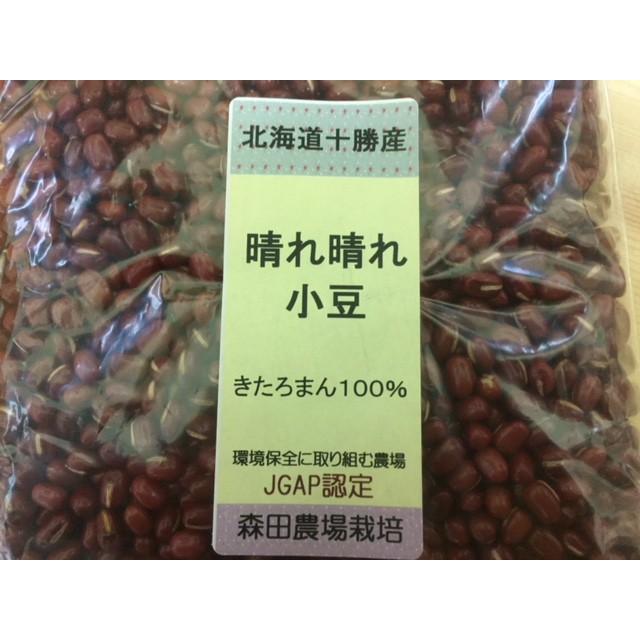 北海道十勝産
晴れ晴れ
小豆
きたろまん100%
環境保全に取り組む農場
JGAP認定
森田農場栽培